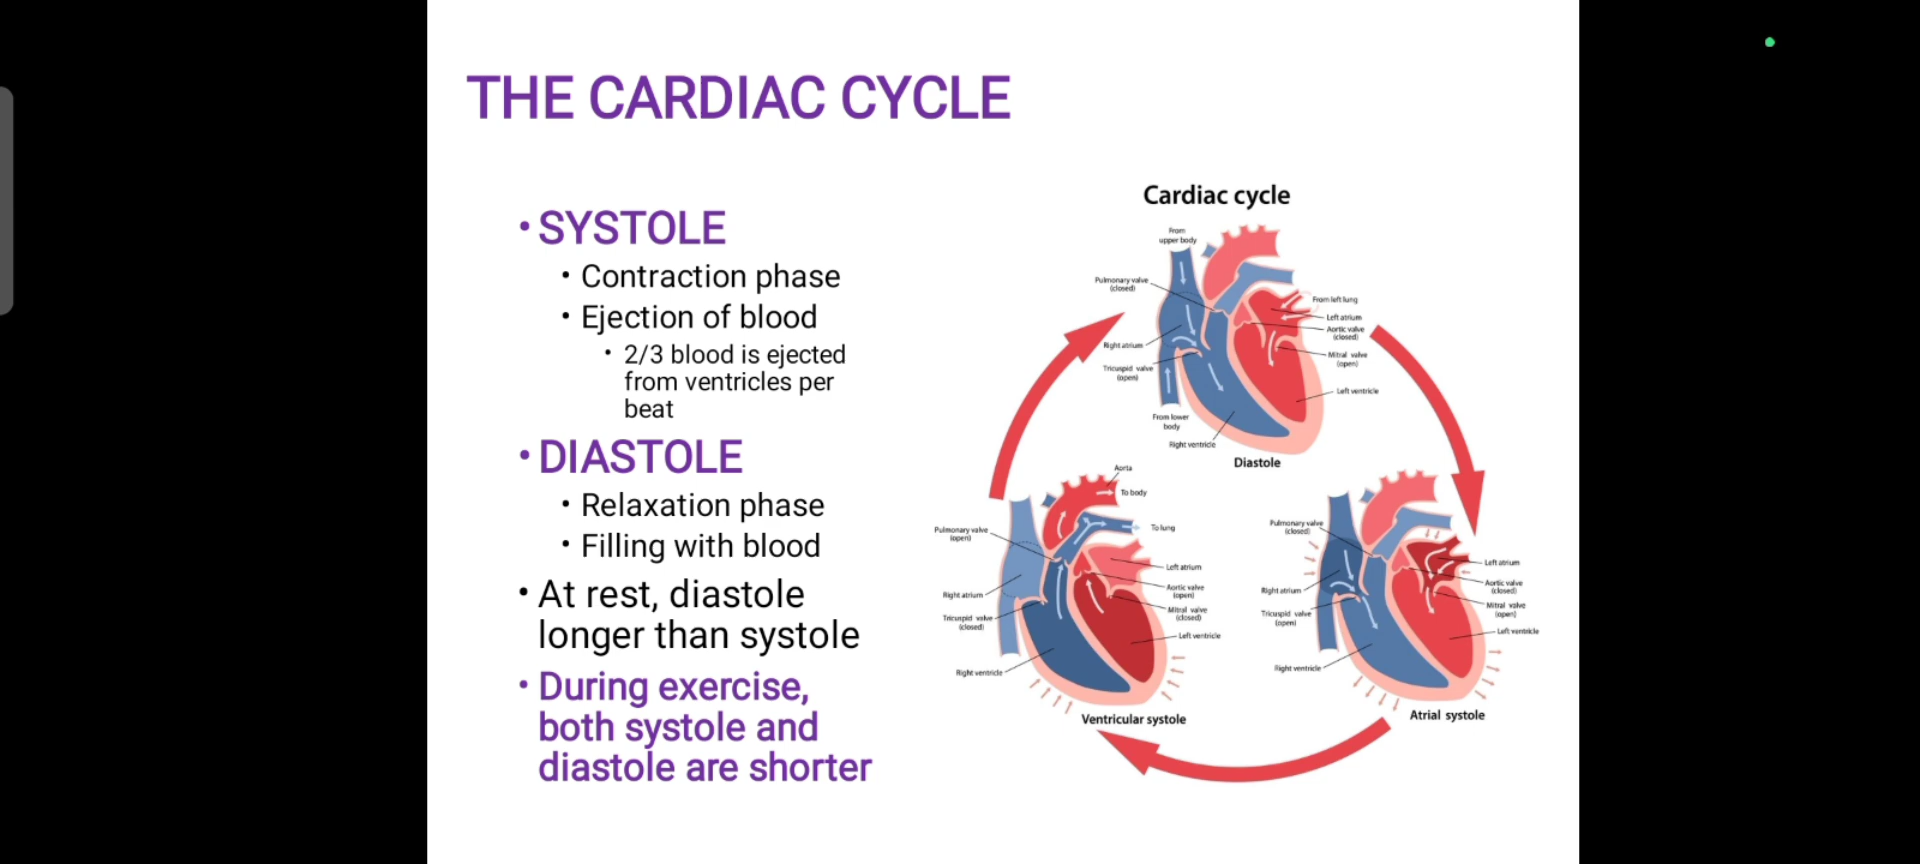 THE CARDIAC CYCLE
• SYSTOLE
• Contraction phase
• Ejection of blood
• 2/3 blood is ejected
from ventricles per
beat
• DIASTOLE
• Relaxation phase
• Filling with blood
• At rest, diastole
longer than systole
• During exercise,
both systole and
diastole are shorter
Cardiac cycle
From
upper body
Pulmonary valve
(closed)
Right atrium
Tricuspid valve
(open)
From lower
body
Right ventricle
From left lung
Left atrium
Aortic valve
(closed)
Mitral valve
(open)
Left ventricle
Diastole
Pulmonary valve
(closed)
Right atrium
Tricuspid valve
(open)
Right ventricle
Left atrium
Aortic valve
(closed)
Mitral valve
(open)
Left ventricle
Atrial systole
Aorta
To body
To lung
Pulmonary valve
(open)
Right atrium
Tricuspid valve
(closed)
Right ventricle
Left atrium
Aortic valve
(open)
Mitral valve
(closed)
Left ventricle
Ventricular systole